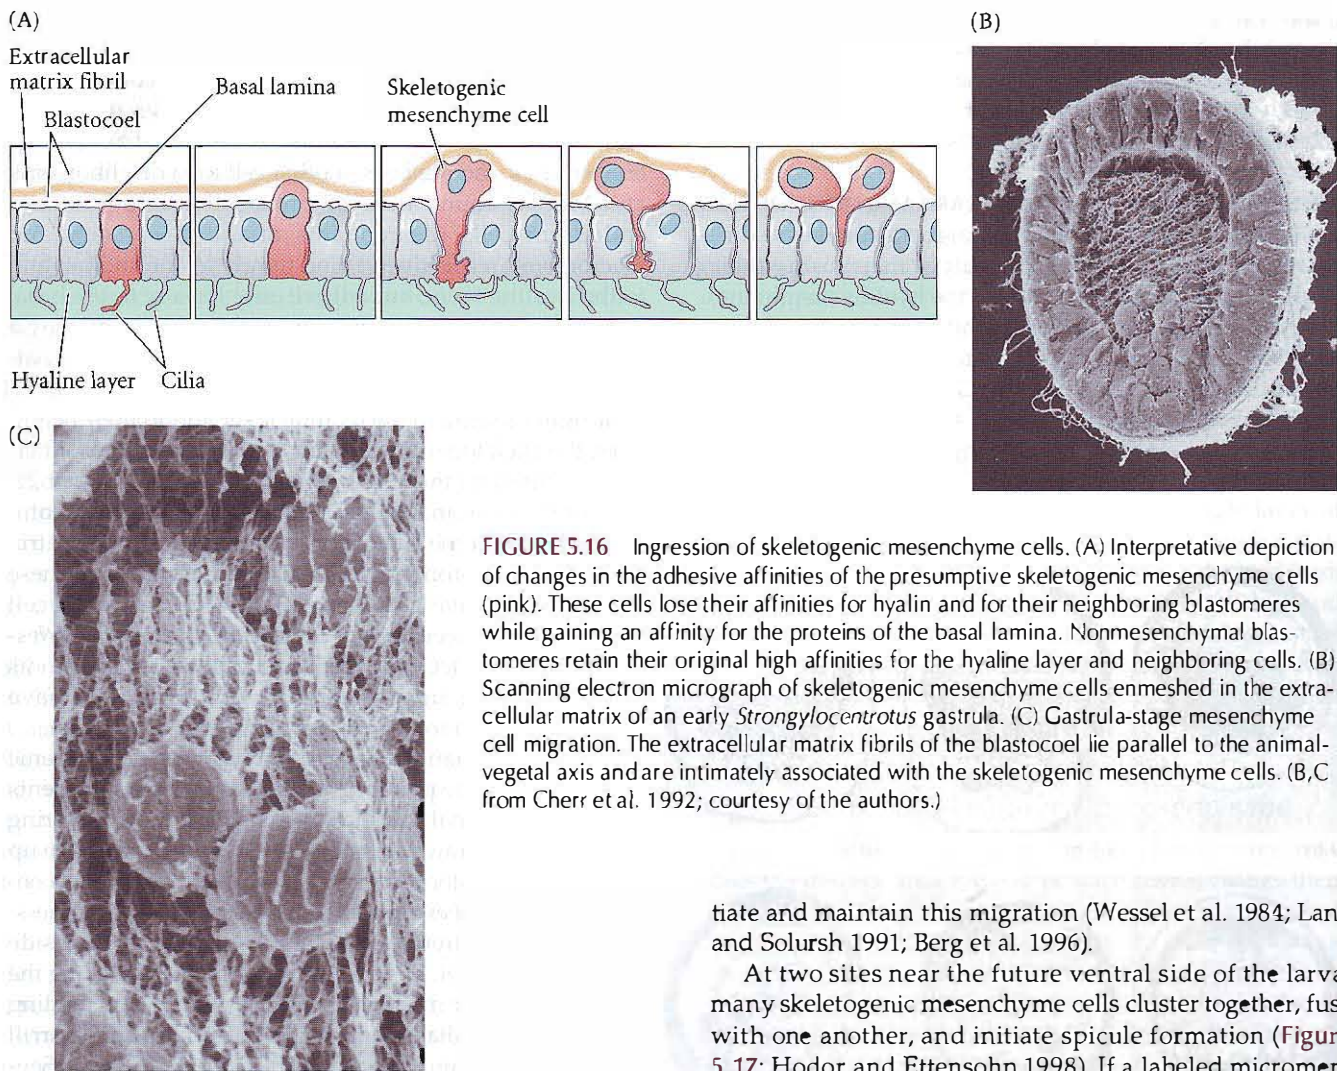 (A)
(B)
Extracellular
matrix fibril
Basal lamina
Skeletogenic
mesenchyme cell
Blastocoel
Hyaline layer
Cilia
(C)
FIGURE 5.16 Ingression of skeletogenic mesenchyme cells. (A) Interpretative depiction
of changes in the adhesive affinities of the presumptive skeletogenic mesenchyme cells
(pink). These cells lose their affinities for hyalin and for their neighboring blastomeres
while gaining an affinity for the proteins of the basal lamina. Nonmesenchymal blas-
tomeres retain their original high affinities for the hyaline layer and neighboring cells. (B)
Scanning electron micrograph of skeletogenic mesenchyme cells enmeshed in the extra-
cellular matrix of an early Strongylocentrotus gastrula. (C) Gastrula-stage mesenchyme
cell migration. The extracellular matrix fibrils of the blastocoel lie parallel to the animal-
vegetal axis and are intimately associated with the skeletogenic mesenchyme cells. (B,C
from Cherr et al. 1992; courtesy of the authors.)
tiate and maintain this migration (Wessel et al. 1984; Lan
and Solursh 1991; Berg et al. 1996).
At two sites near the future ventral side of the larva
many skeletogenic mesenchyme cells cluster together, fus
with one another, and initiate spicule formation (Figur
5.17; Hodor and Ettensohn 1998). If a labeled micromer